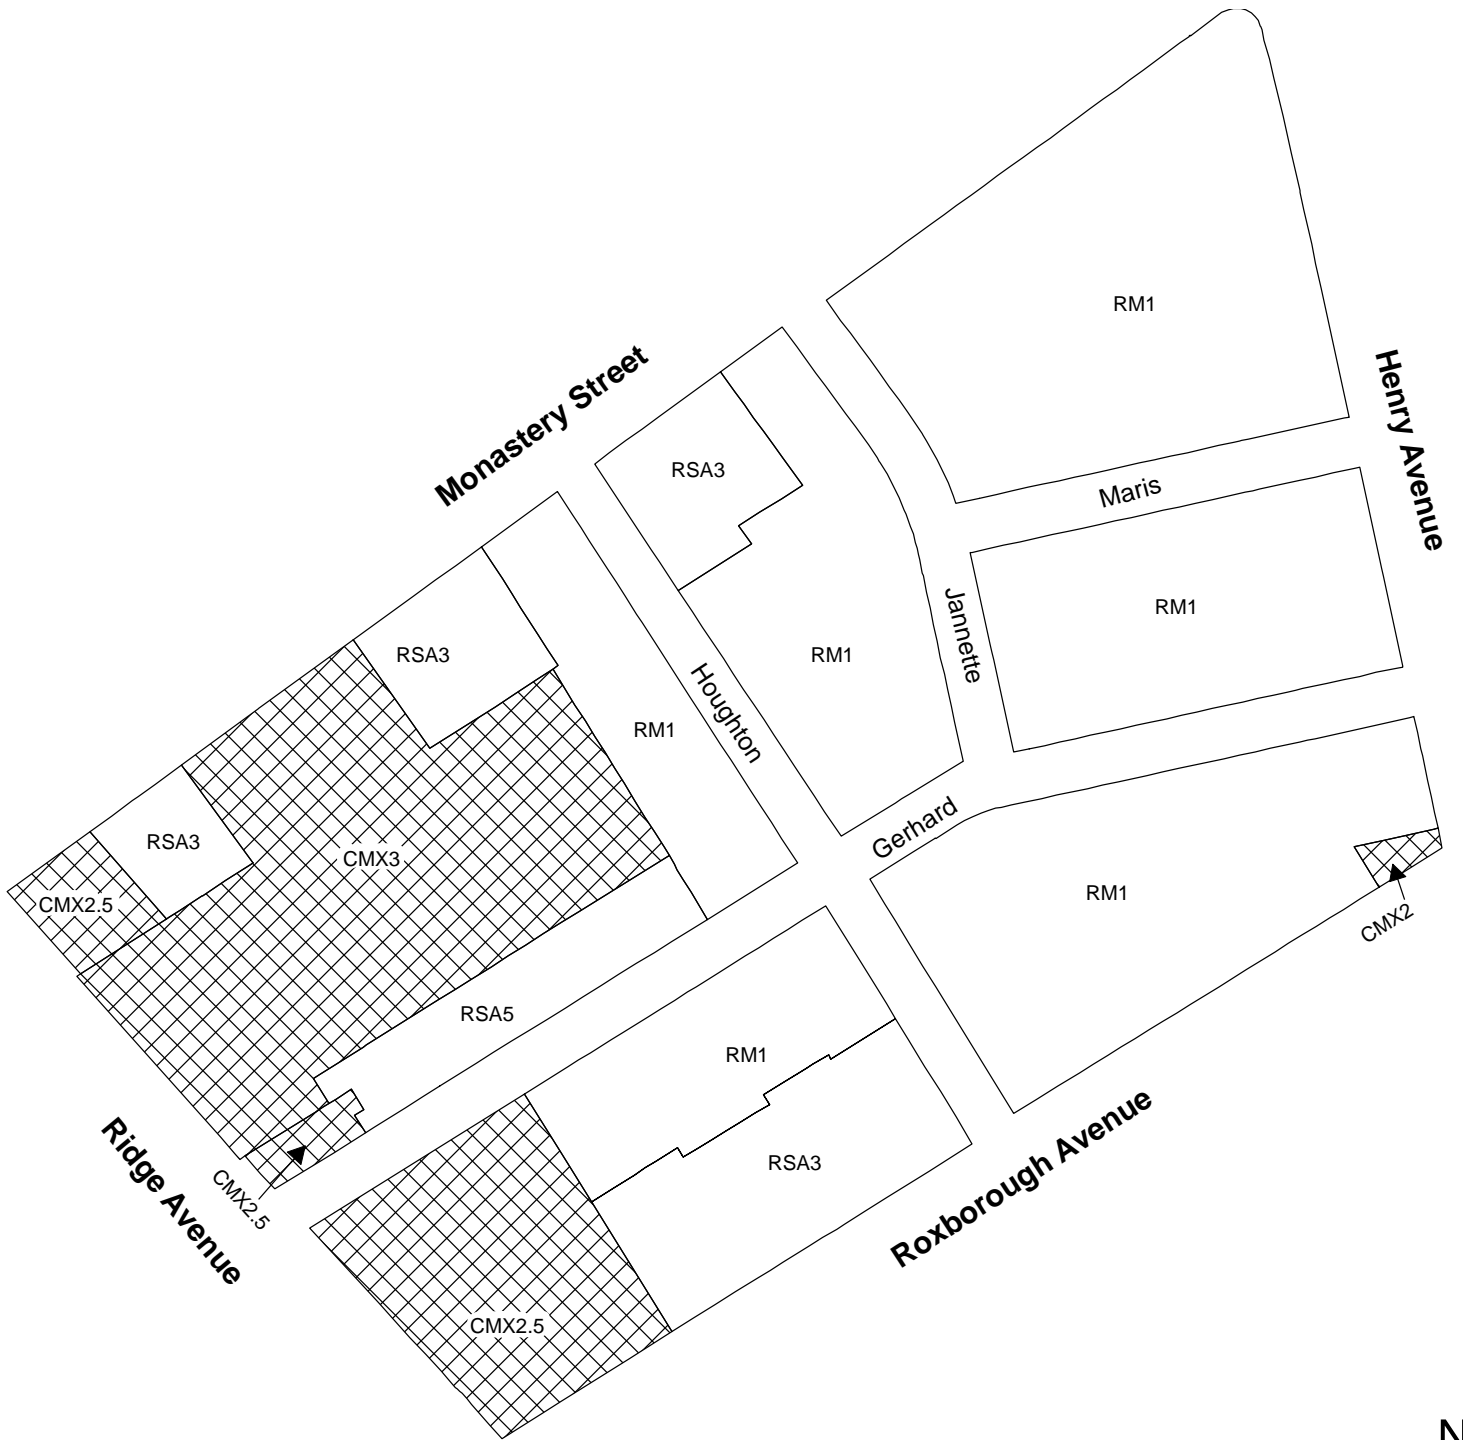 RM1
Monastery Street
Henry Avenue
RSA3
Maris
RM1
Jannette
RSA3
RM1
Houghton
RM1
Gerhard
RSA3
CMX3
CMX2.5
RM1
CMX2
RSA5
RM1
RSA3
Ridge Avenue
CMX2.5
Roxborough Avenue
CMX2.5
N